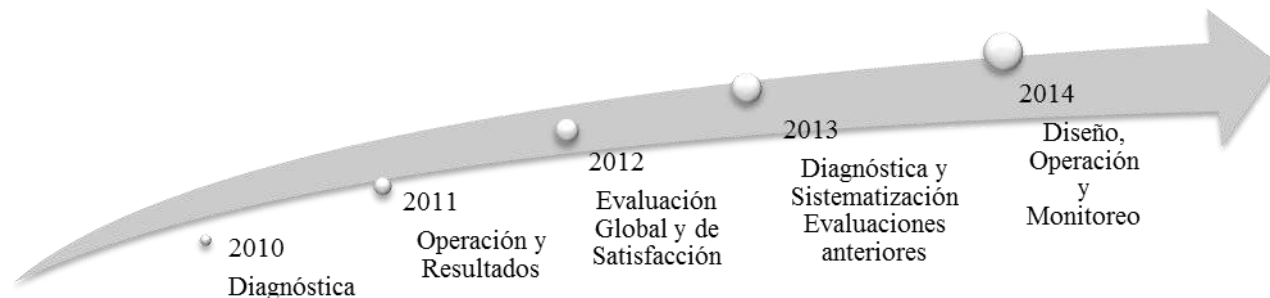 2010
Diagnóstica
2011
Operación y
Resultados
2012
Evaluación
Global y de
Satisfacción
2013
Diagnóstica y
Sistematización
Evaluaciones
anteriores
2014
Diseño,
Operación
y
Monitoreo